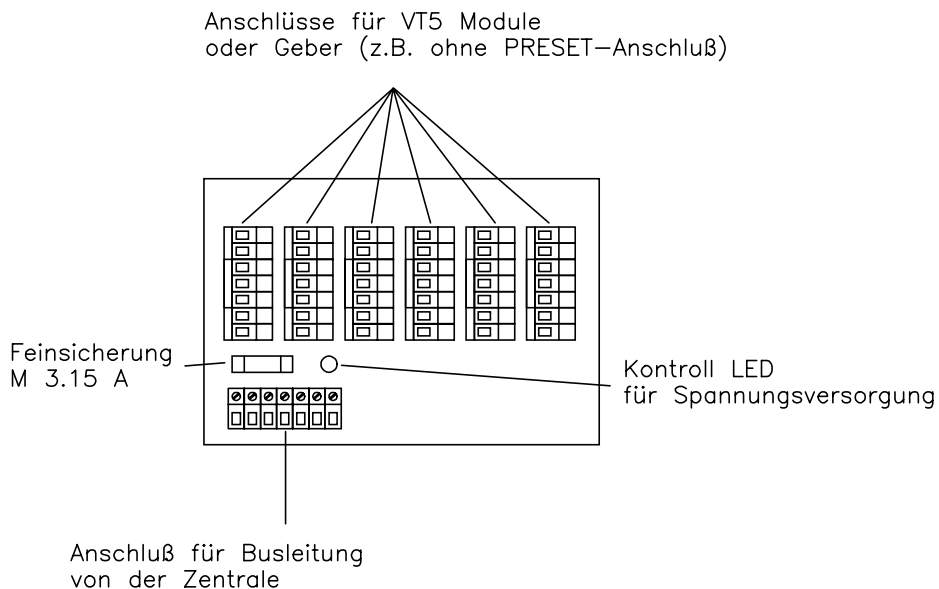 Anschlüsse für VT5 Module
oder Geber (z.B. ohne PRESET-Anschluß)
Feinsicherung
M 3.15 A
Kontroll LED
für Spannungsversorgung
Anschluß für Busleitung
von der Zentrale